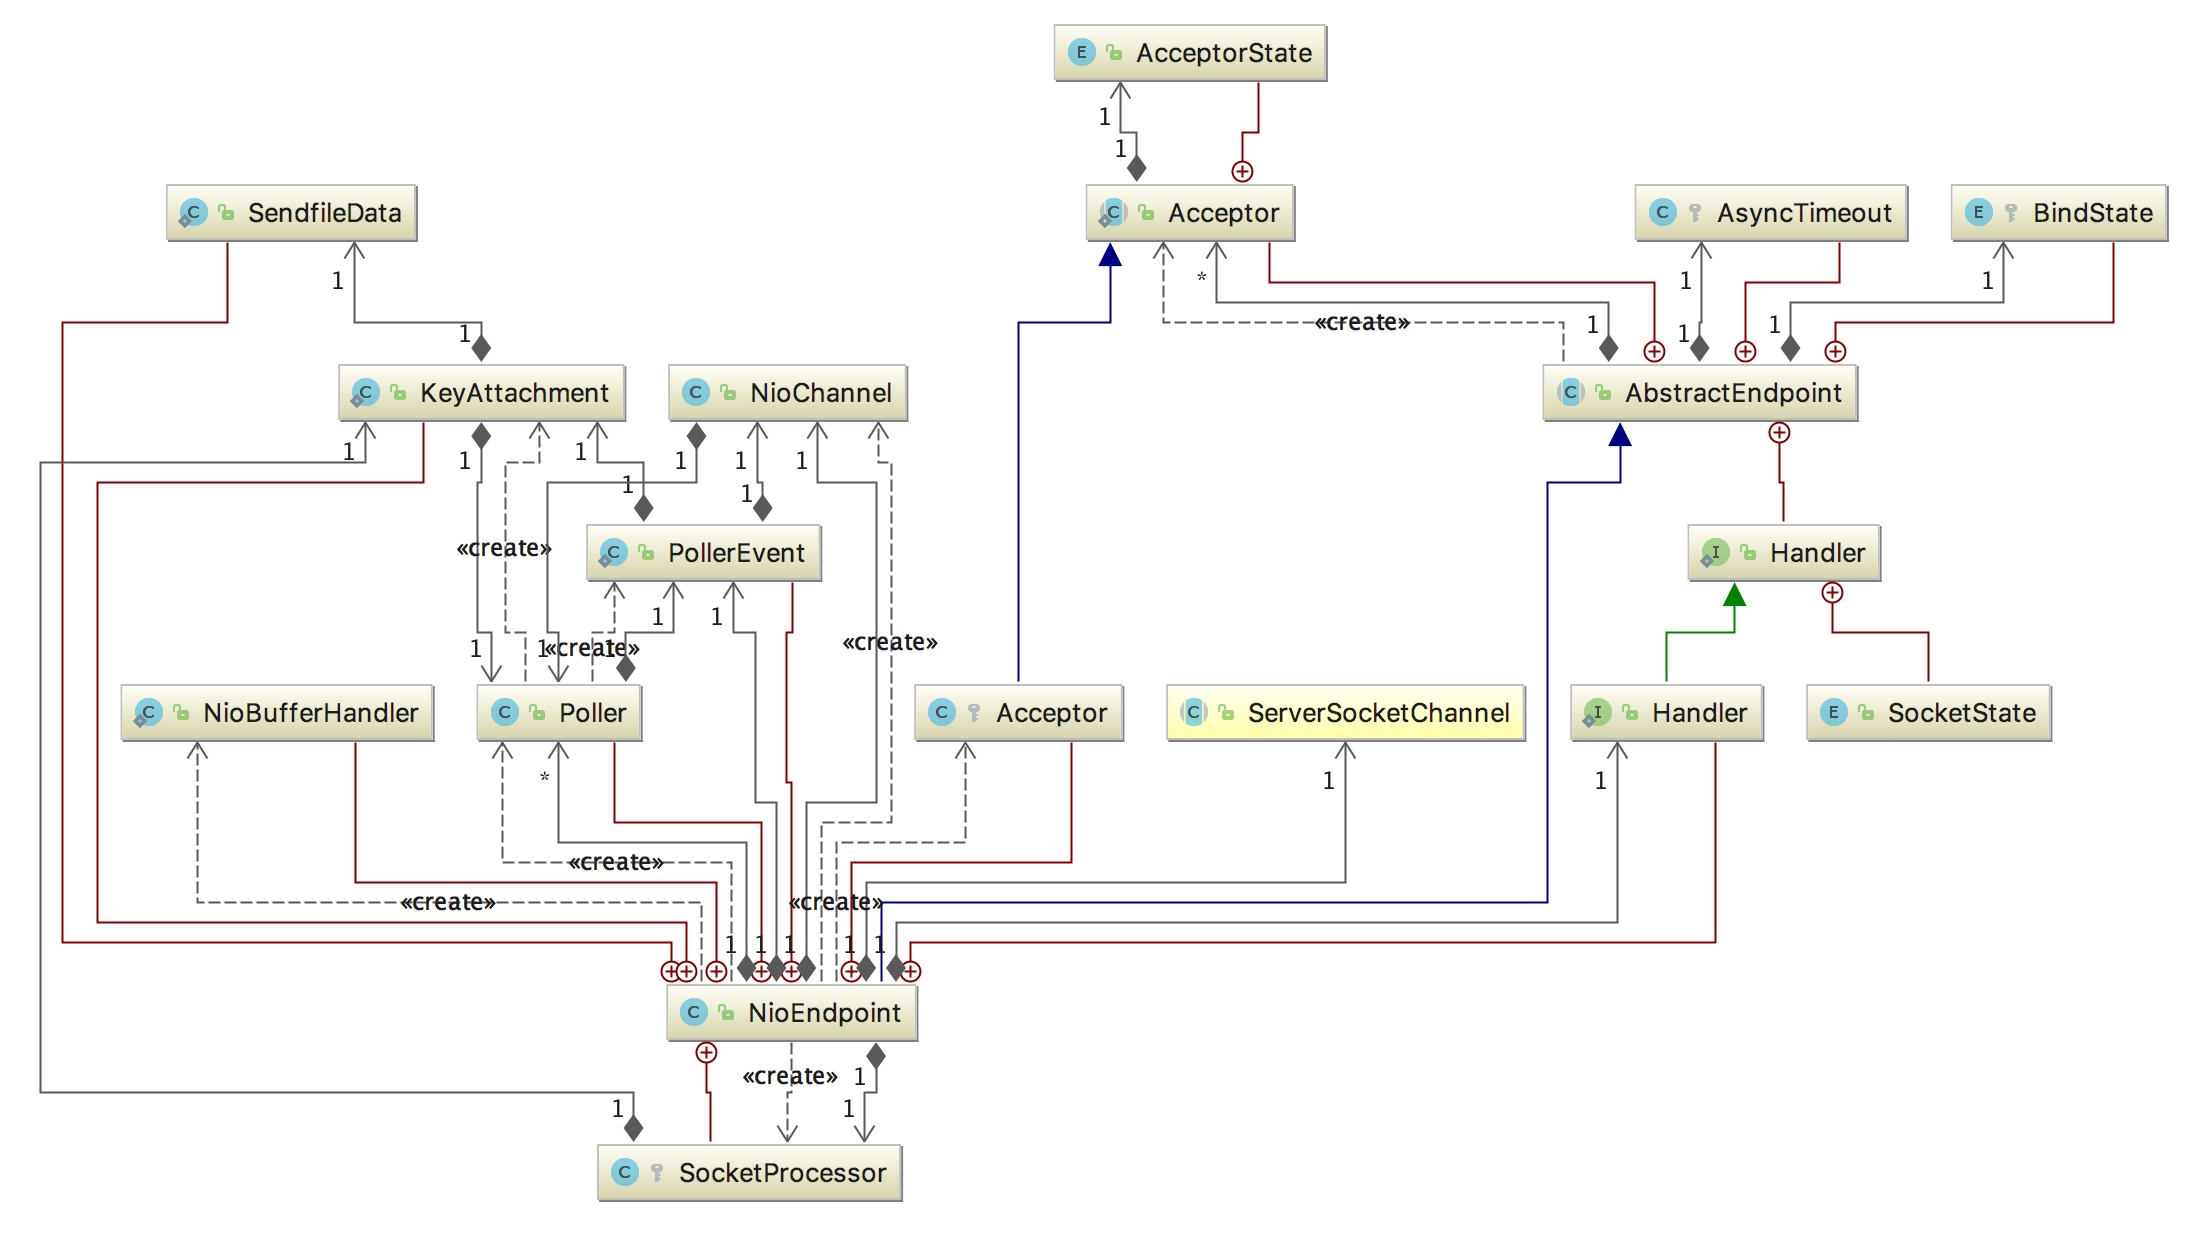 E AcceptorState
1
1
C SendfileData
C Acceptor
C AsyncTimeout
E BindState
1
*
1
1
1
«create»
1
1
1
C KeyAttachment
C NioChannel
C AbstractEndpoint
1
1
1
1
1
1
1
1
«create»
C PollerEvent
I Handler
1
1
1
1
«create»
1
«create»
C NioBufferHandler
C Poller
C Acceptor
C ServerSocketChannel
I Handler
E SocketState
*
1
1
«create»
«create»
«create»
1
1
1
1
1
C NioEndpoint
«create»
1
1
1
C SocketProcessor